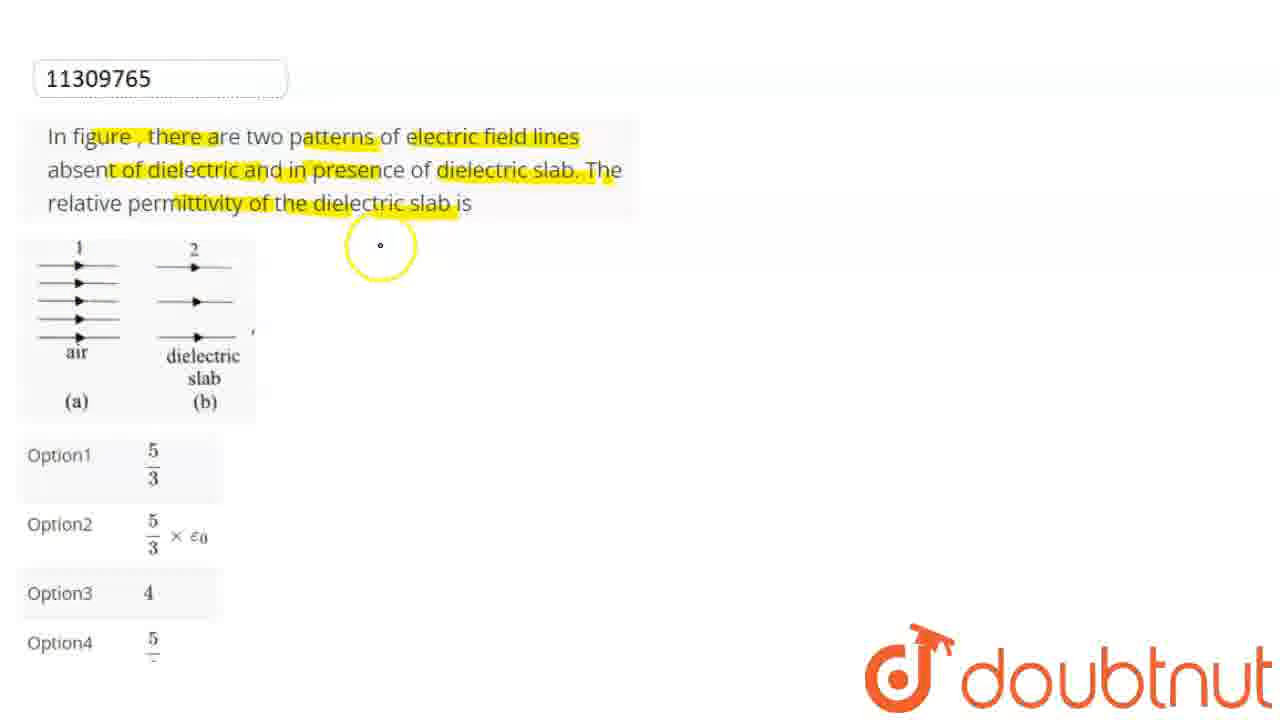 11309765
In figure , there are two patterns of electric field lines
absent of dielectric and in presence of dielectric slab. The
relative permittivity of the dielectric slab is
1 2
air dielectric
slab
(a) (b)
Option1 5/3
Option2 5/3 × ε₀
Option3 4
Option4 5
doubtnut